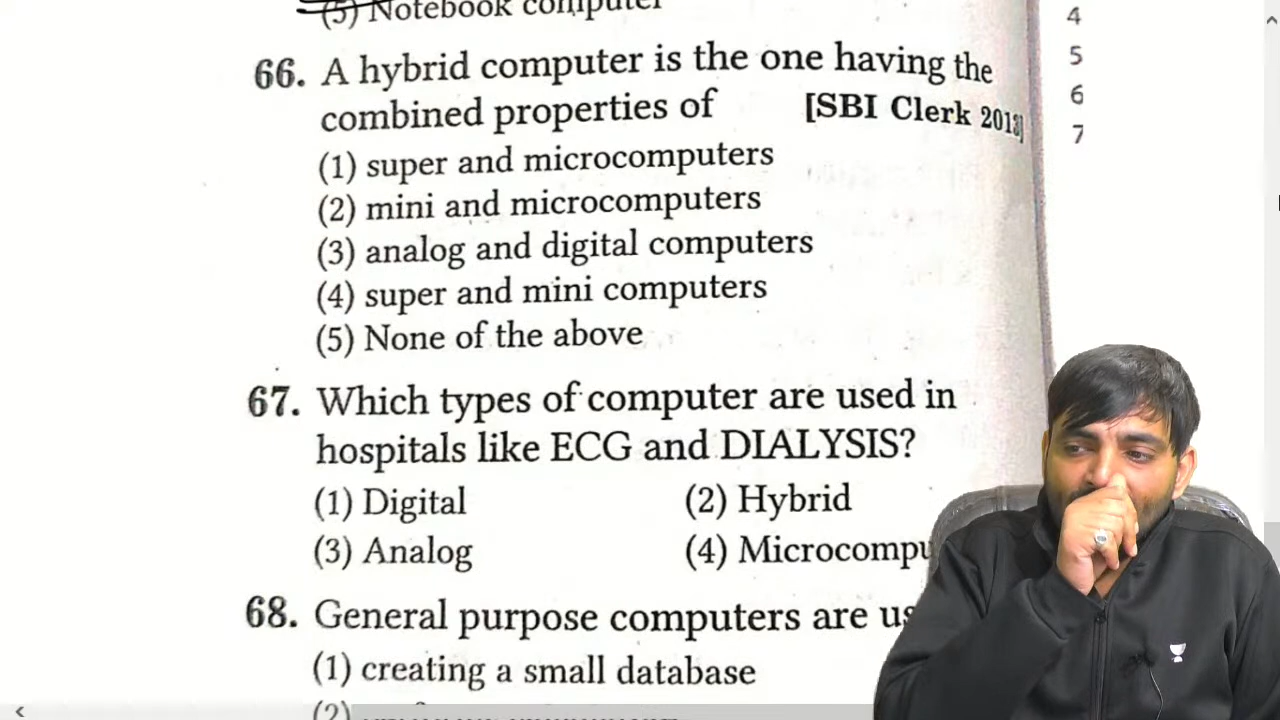 (5) Notebook computer
66. A hybrid computer is the one having the
combined properties of [SBI Clerk 2013]
(1) super and microcomputers
(2) mini and microcomputers
(3) analog and digital computers
(4) super and mini computers
(5) None of the above
67. Which types of computer are used in
hospitals like ECG and DIALYSIS?
(1) Digital (2) Hybrid
(3) Analog (4) Microcompu
68. General purpose computers are us
(1) creating a small database
(2)
4
5
6
7